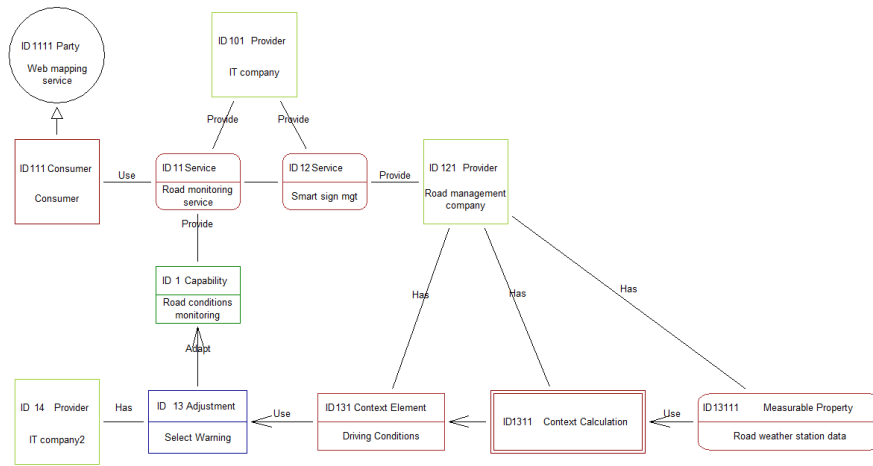 ID 101 Provider
IT company
ID 1111 Party
Web mapping
service
Provide
Provide
ID111 Consumer
Consumer
Use
ID 11 Service
Road monitoring
service
ID 12 Service
Smart sign mgt
Provide
ID 121 Provider
Road management
company
Provide
ID 1 Capability
Road conditions
monitoring
Has
Has
Has
Adapt
ID 14 Provider
IT company2
Has
ID 13 Adjustment
Select Warning
Use
ID131 Context Element
Driving Conditions
ID1311 Context Calculation
Use
ID13111 Measurable Property
Road weather station data